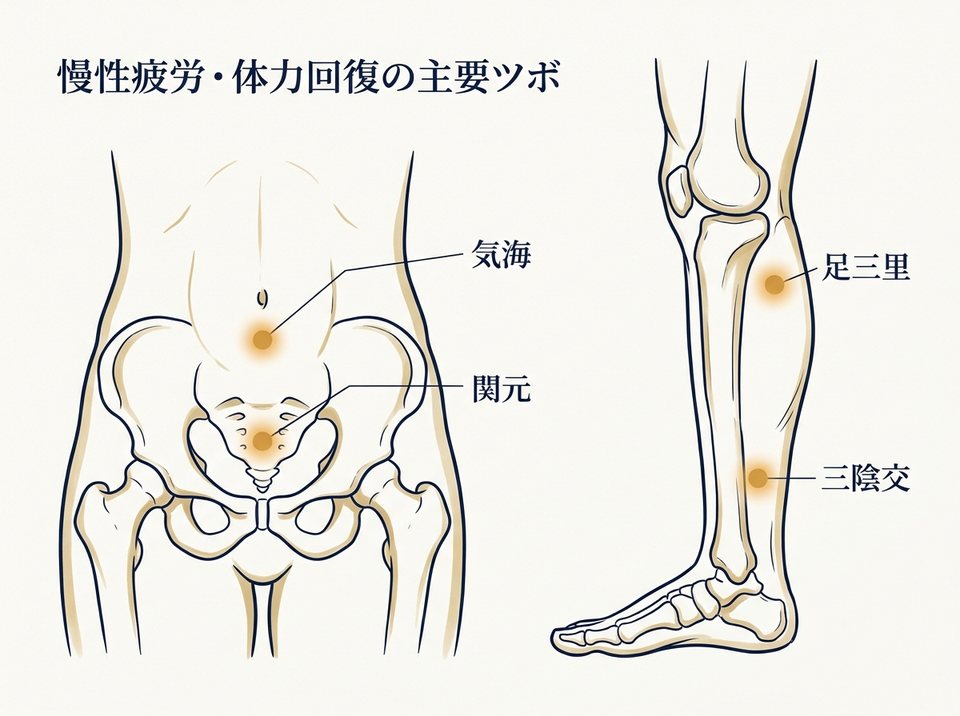 慢性疲労・体力回復の主要ツボ
気海
関元
足三里
三陰交